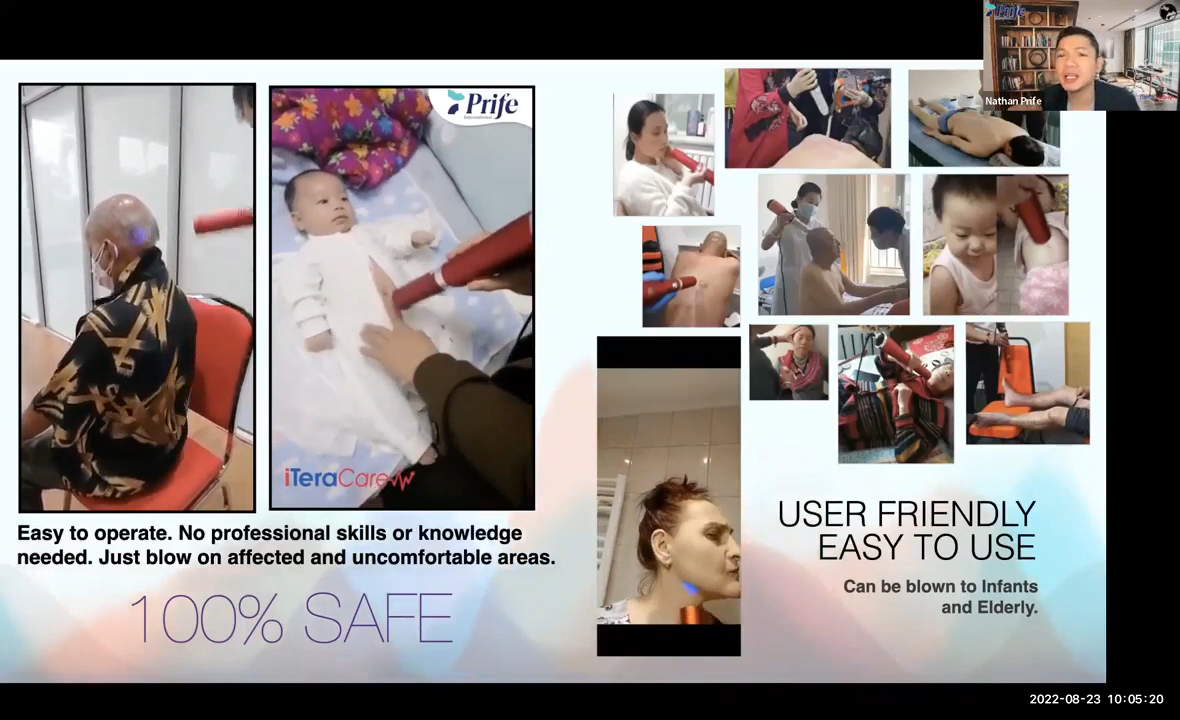 Prife
International
iTeraCare
Easy to operate. No professional skills or knowledge
needed. Just blow on affected and uncomfortable areas.
100% SAFE
USER FRIENDLY
EASY TO USE
Can be blown to Infants
and Elderly.
Prife
Nathan Prife
2022-08-23 10:05:20